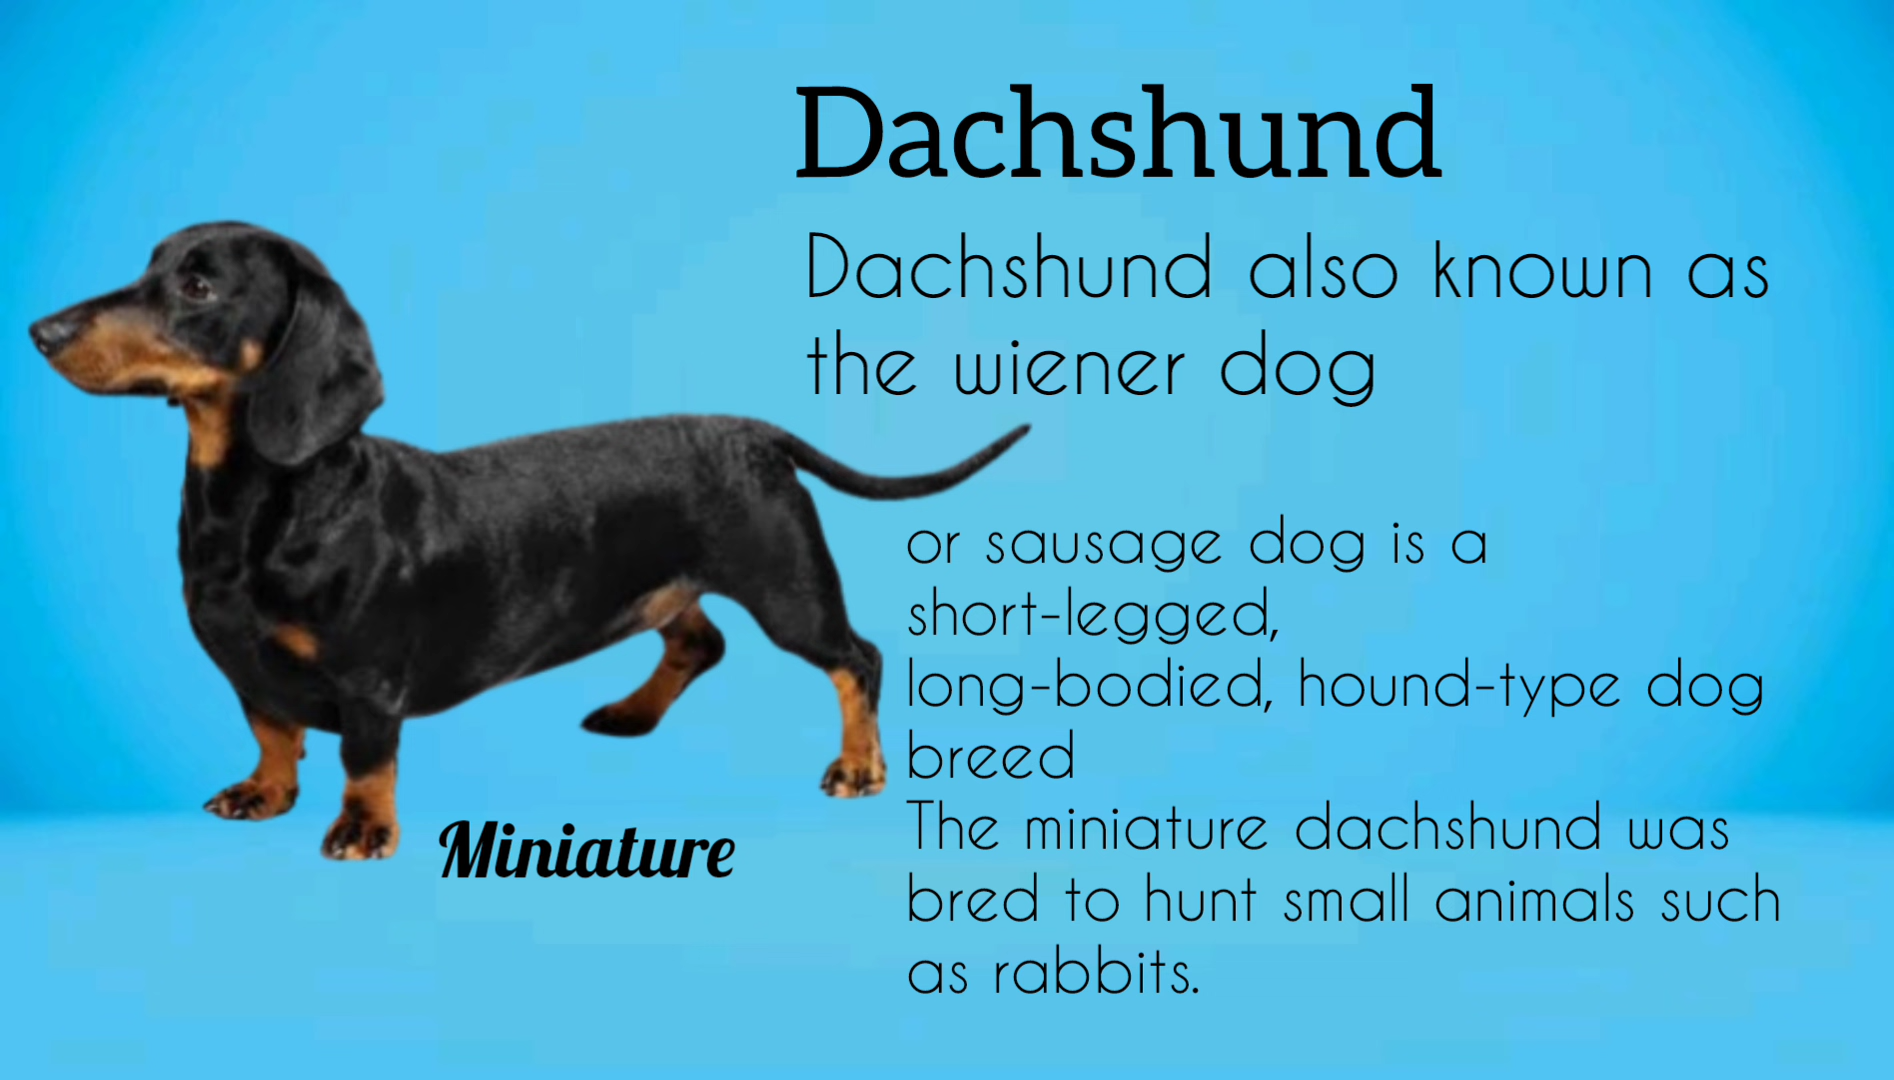 Dachshund
Dachshund also known as
the wiener dog
or sausage dog is a
short-legged,
long-bodied, hound-type dog
breed
The miniature dachshund was
bred to hunt small animals such
as rabbits.
Miniature